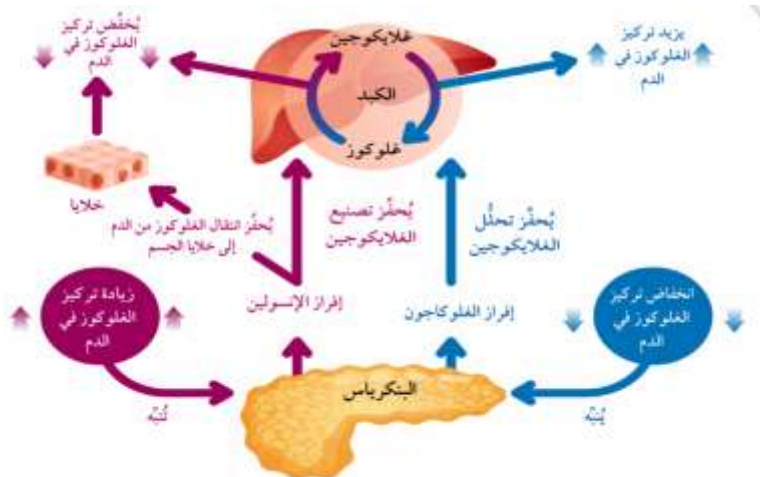 يزيد تركيز
الغلوكوز في
الدم
غلايكوجين
الكبد
غلوكوز
يُخفِّض تركيز
الغلوكوز في
الدم
خلايا
يُحفِّز تحلُّل
الغلايكوجين
يُحفِّز تصنيع
الغلايكوجين
يُحفِّز انتقال الغلوكوز من الدم
إلى خلايا الجسم
انخفاض تركيز
الغلوكوز في
الدم
إفراز الغلوكاجون
إفراز الإنسولين
زيادة تركيز
الغلوكوز في
الدم
البنكرياس
يُنبِّه
تُنبِّه